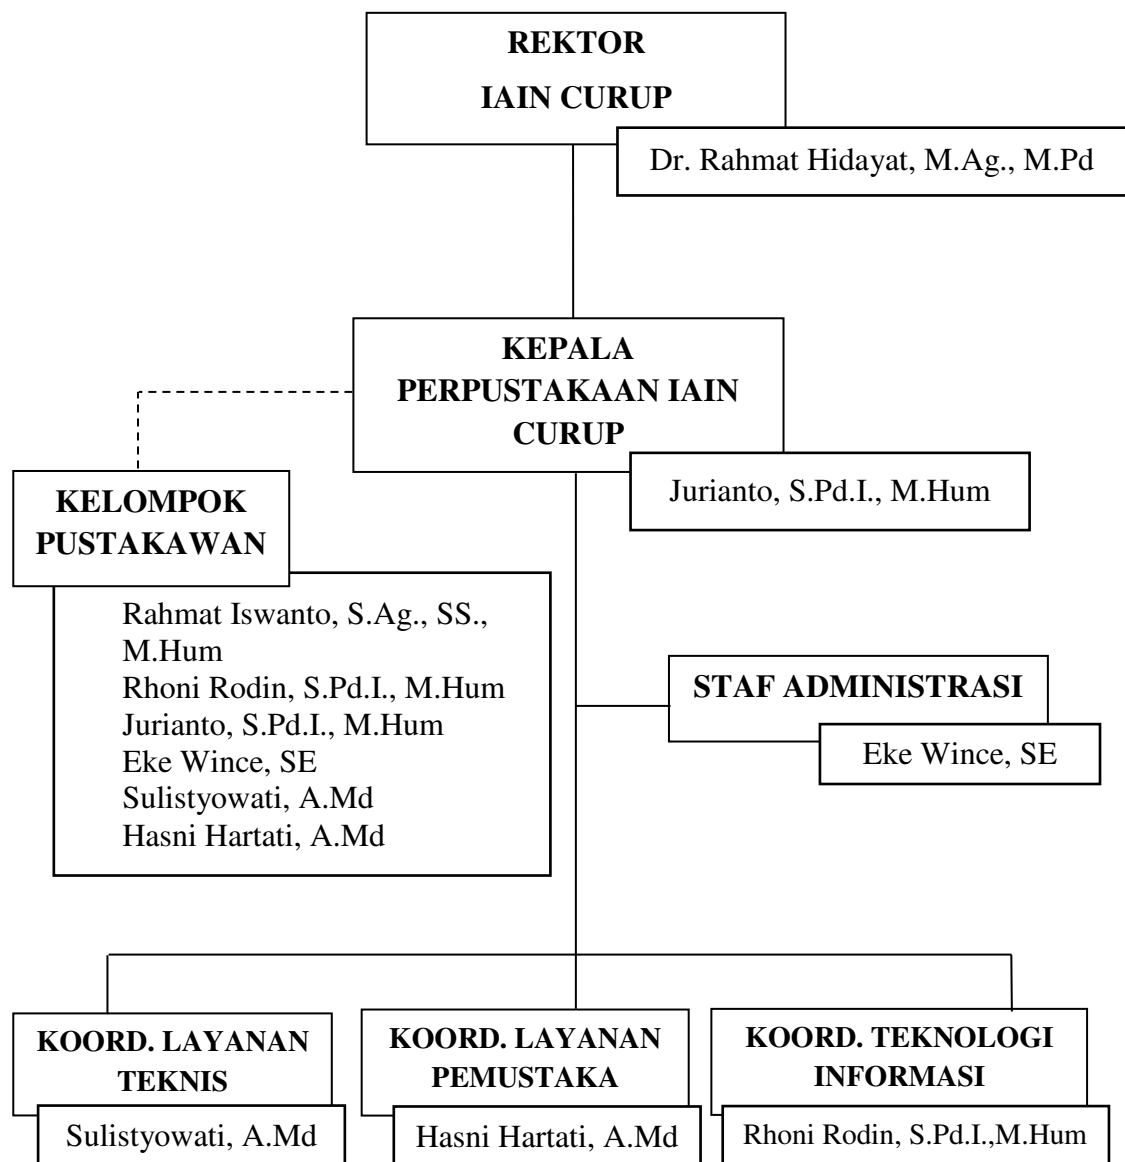 REKTOR
IAIN CURUP
Dr. Rahmat Hidayat, M.Ag., M.Pd
KEPALA
PERPUSTAKAAN IAIN
CURUP
Jurianto, S.Pd.I., M.Hum
KELOMPOK
PUSTAKAWAN
Rahmat Iswanto, S.Ag., SS.,
M.Hum
Rhoni Rodin, S.Pd.I., M.Hum
Jurianto, S.Pd.I., M.Hum
Eke Wince, SE
Sulistyowati, A.Md
Hasni Hartati, A.Md
STAF ADMINISTRASI
Eke Wince, SE
KOORD. LAYANAN
TEKNIS
Sulistyowati, A.Md
KOORD. LAYANAN
PEMUSTAKA
Hasni Hartati, A.Md
KOORD. TEKNOLOGI
INFORMASI
Rhoni Rodin, S.Pd.I.,M.Hum